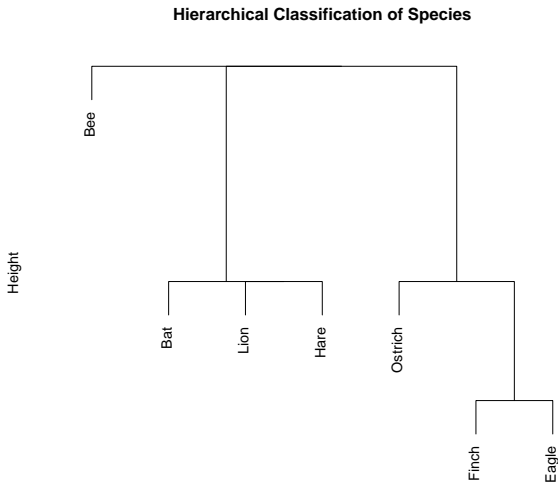 Hierarchical Classification of Species
Height
Bee
Bat
Lion
Hare
Ostrich
Finch
Eagle